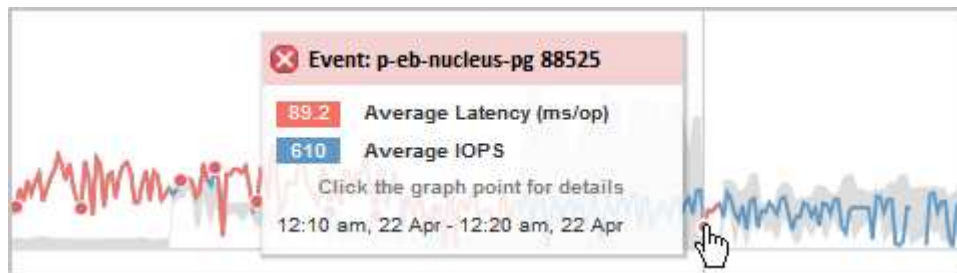 Event: p-eb-nucleus-pg 88525
89.2 Average Latency (ms/op)
610 Average IOPS
Click the graph point for details
12:10 am, 22 Apr - 12:20 am, 22 Apr